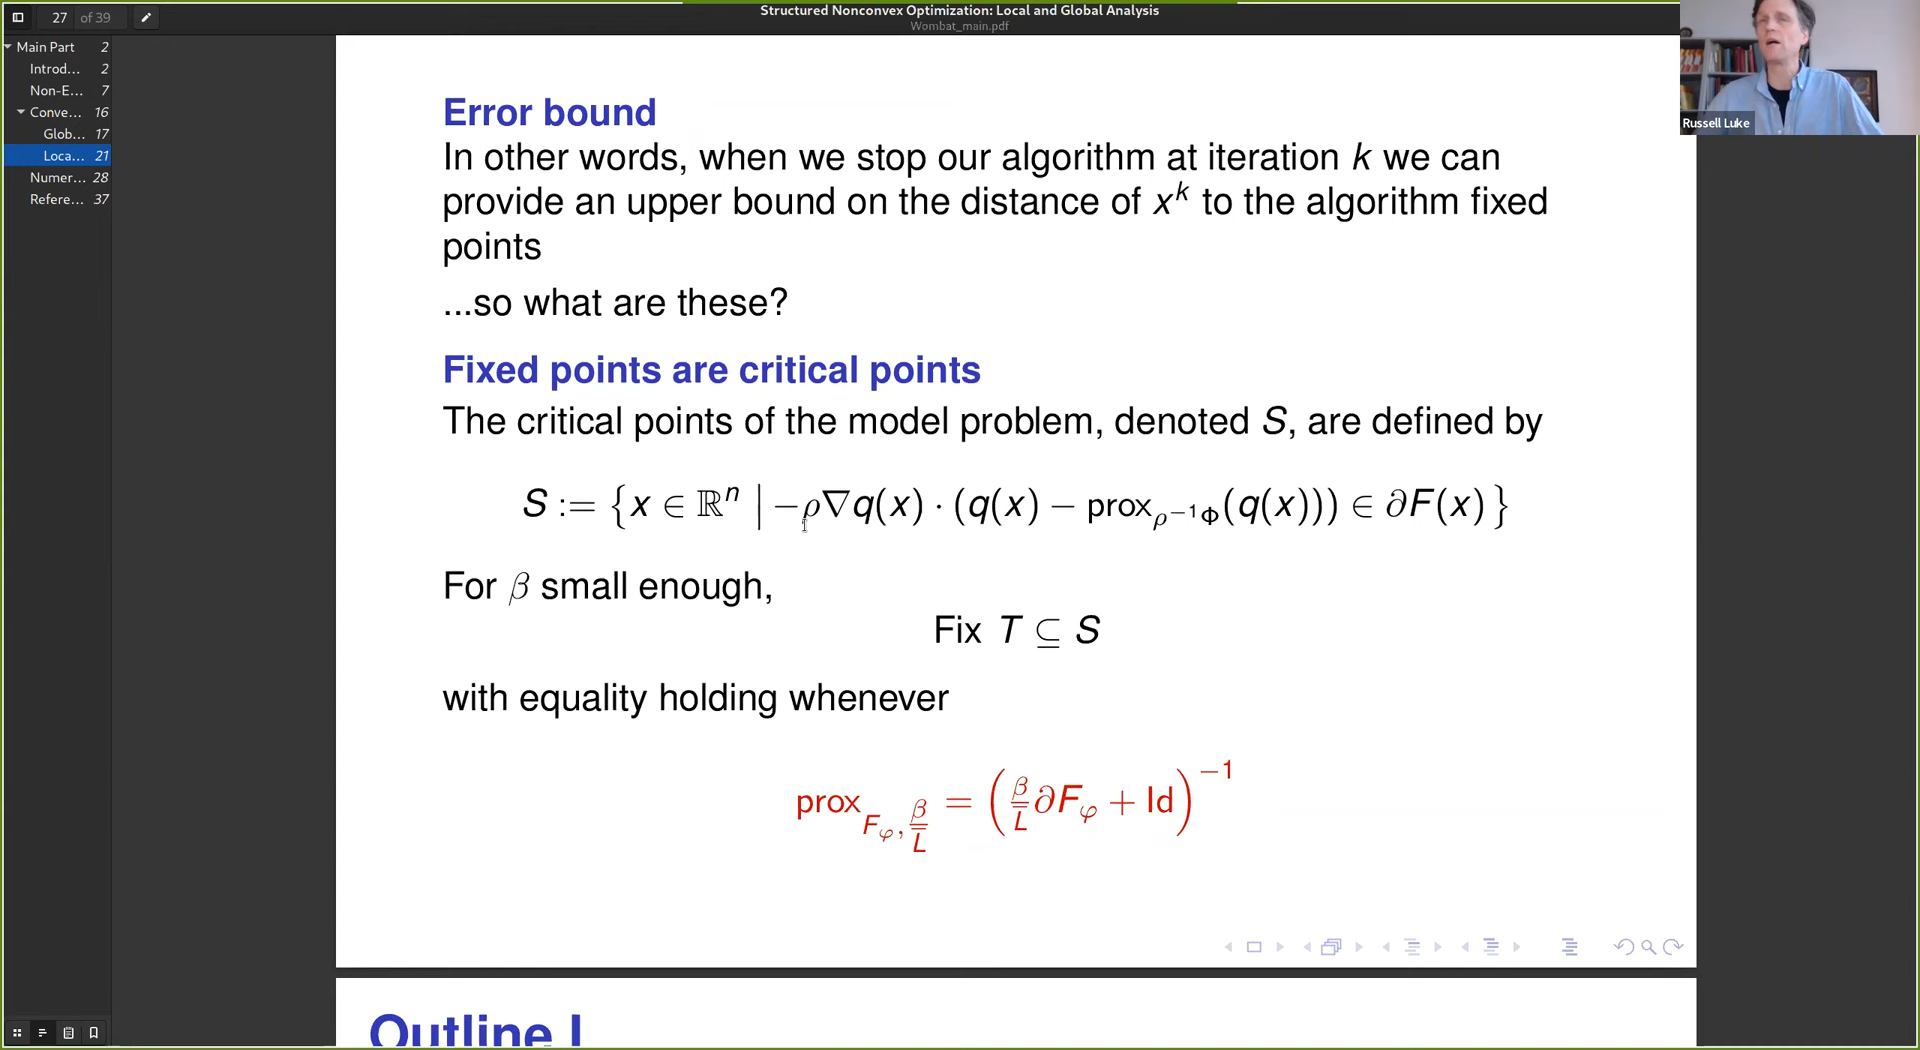 27 of 39
Structured Nonconvex Optimization: Local and Global Analysis
Wombat_main.pdf
Main Part 2
Introd... 2
Non-E... 7
Conve... 16
Glob... 17
Loca... 21
Numer... 28
Refere... 37
Russell Luke
Error bound
In other words, when we stop our algorithm at iteration k we can
provide an upper bound on the distance of x^k to the algorithm fixed
points
...so what are these?
Fixed points are critical points
The critical points of the model problem, denoted S, are defined by
S := {x ∈ ℝ^n | −ρ∇q(x) · (q(x) − prox_{ρ^{−1}Φ}(q(x))) ∈ ∂F(x)}
For β small enough,
Fix T ⊆ S
with equality holding whenever
prox_{F_φ, β/L̅} = (β/L̅ ∂F_φ + Id)^{−1}
Outline I